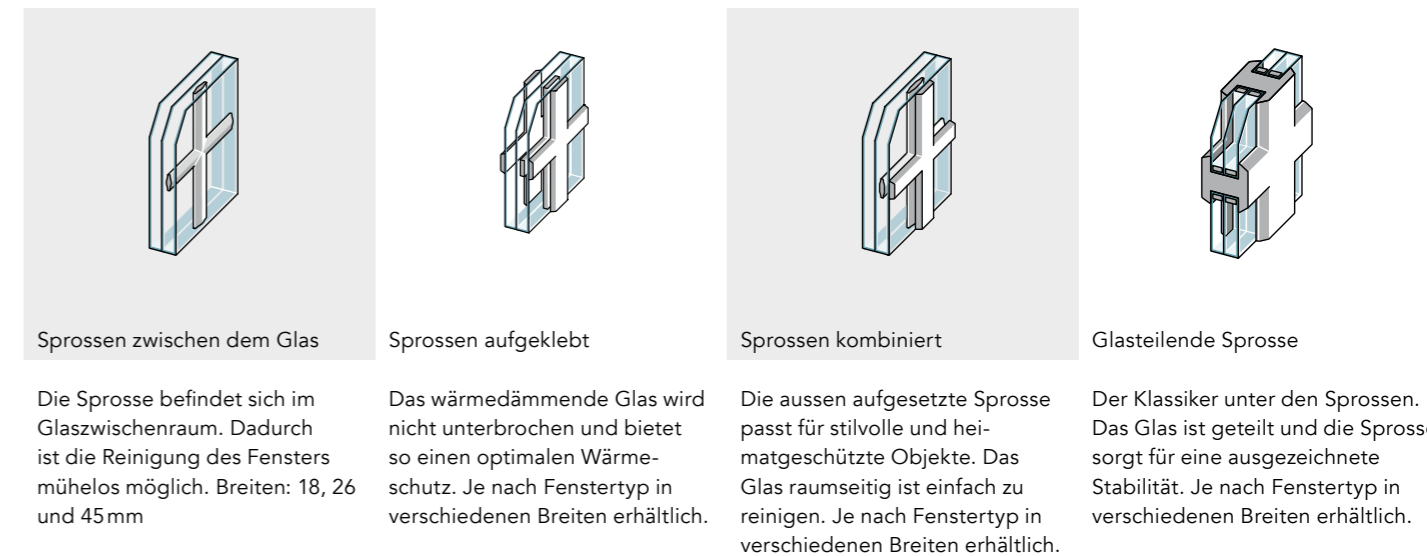 Sprossen zwischen dem Glas
Die Sprosse befindet sich im
Glaszwischenraum. Dadurch
ist die Reinigung des Fensters
mühelos möglich. Breiten: 18, 26
und 45 mm
Sprossen aufgeklebt
Das wärmedämmende Glas wird
nicht unterbrochen und bietet
so einen optimalen Wärme-
schutz. Je nach Fenstertyp in
verschiedenen Breiten erhältlich.
Sprossen kombiniert
Die aussen aufgesetzte Sprosse
passt für stilvolle und hei-
matgeschützte Objekte. Das
Glas raumseitig ist einfach zu
reinigen. Je nach Fenstertyp in
verschiedenen Breiten erhältlich.
Glasteilende Sprosse
Der Klassiker unter den Sprossen.
Das Glas ist geteilt und die Sprosse
sorgt für eine ausgezeichnete
Stabilität. Je nach Fenstertyp in
verschiedenen Breiten erhältlich.